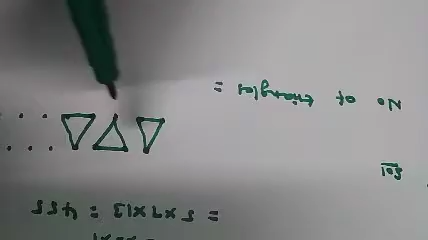 = 5×7×13 = 455
Sol
No of triangles =